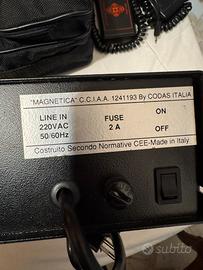 "MAGNETICA" C.C.I.A.A. 1241193 By CODAS ITALIA
LINE IN FUSE ON
220VAC 2 A
50/60Hz OFF
Costruito Secondo Normative CEE-Made in Italy
subito